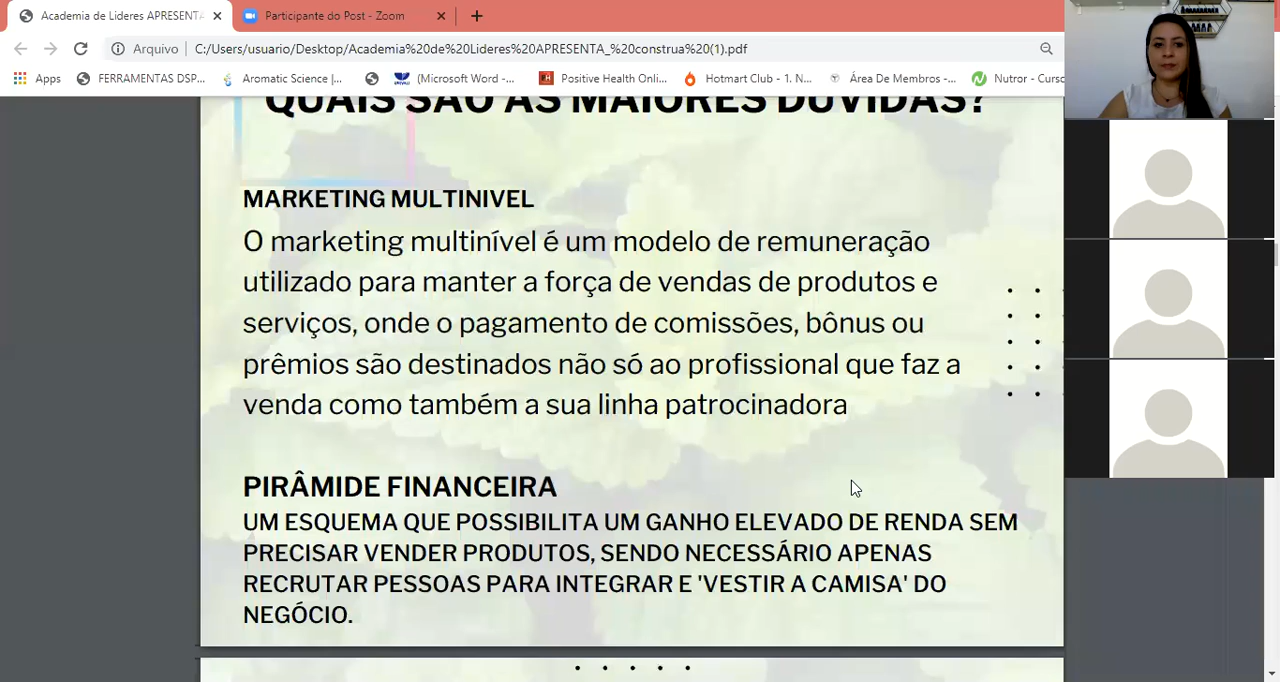 Academia de Lideres APRESENTA
Participante do Post - Zoom
Arquivo
C:/Users/usuario/Desktop/Academia%20de%20Lideres%20APRESENTA_%20construa%20(1).pdf
Apps
FERRAMENTAS DSP...
Aromatic Science |...
(Microsoft Word -...
Positive Health Onli...
Hotmart Club - 1. N...
Área De Membros -...
Nutror - Curso
QUAIS SÃO AS MAIORES DÚVIDAS?
MARKETING MULTINIVEL
O marketing multinível é um modelo de remuneração
utilizado para manter a força de vendas de produtos e
serviços, onde o pagamento de comissões, bônus ou
prêmios são destinados não só ao profissional que faz a
venda como também a sua linha patrocinadora
PIRÂMIDE FINANCEIRA
UM ESQUEMA QUE POSSIBILITA UM GANHO ELEVADO DE RENDA SEM
PRECISAR VENDER PRODUTOS, SENDO NECESSÁRIO APENAS
RECRUTAR PESSOAS PARA INTEGRAR E 'VESTIR A CAMISA' DO
NEGÓCIO.